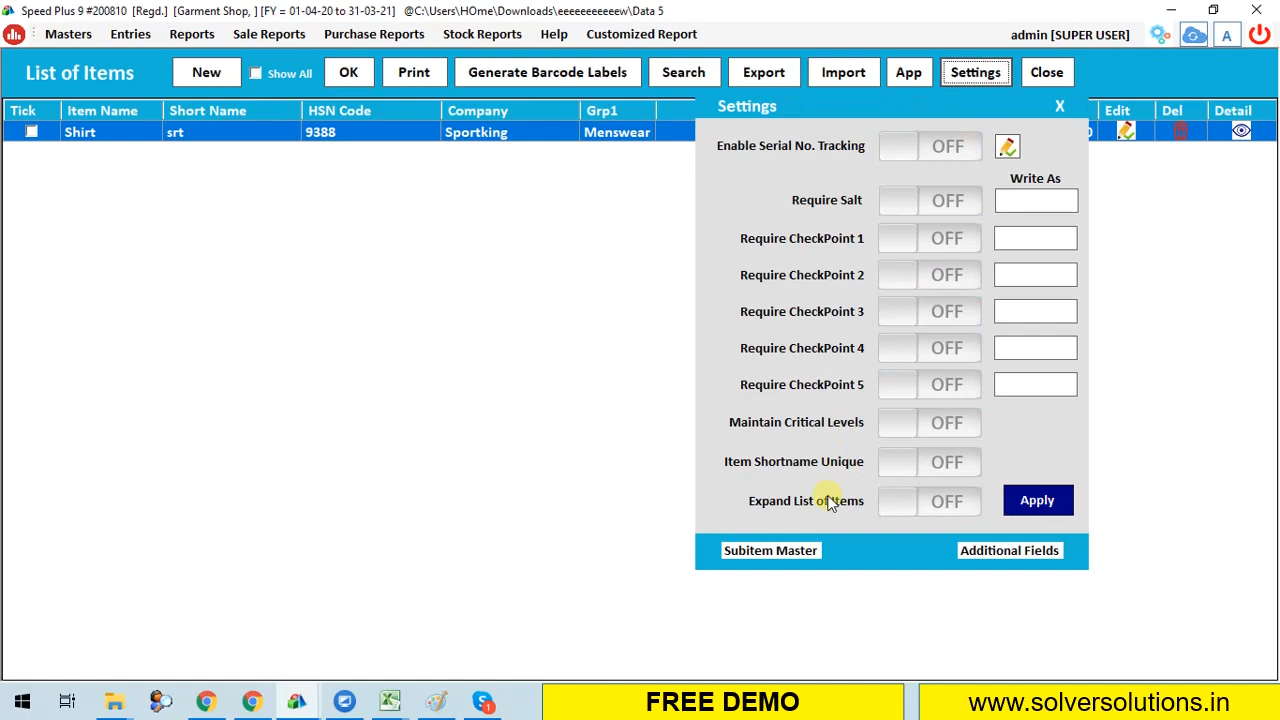 Speed Plus 9 #200810 [Regd.] [Garment Shop, ] [FY = 01-04-20 to 31-03-21] @C:\Users\HOme\Downloads\eeeeeeeeeeew\Data 5
Masters Entries Reports Sale Reports Purchase Reports Stock Reports Help Customized Report admin [SUPER USER] A
List of Items New Show All OK Print Generate Barcode Labels Search Export Import App Settings Close
Tick Item Name Short Name HSN Code Company Grp1 Edit Del Detail
Shirt srt 9388 Sportking Menswear 0
Settings X
Enable Serial No. Tracking OFF
Write As
Require Salt OFF
Require CheckPoint 1 OFF
Require CheckPoint 2 OFF
Require CheckPoint 3 OFF
Require CheckPoint 4 OFF
Require CheckPoint 5 OFF
Maintain Critical Levels OFF
Item Shortname Unique OFF
Expand List of Items OFF Apply
Subitem Master Additional Fields
FREE DEMO www.solversolutions.in